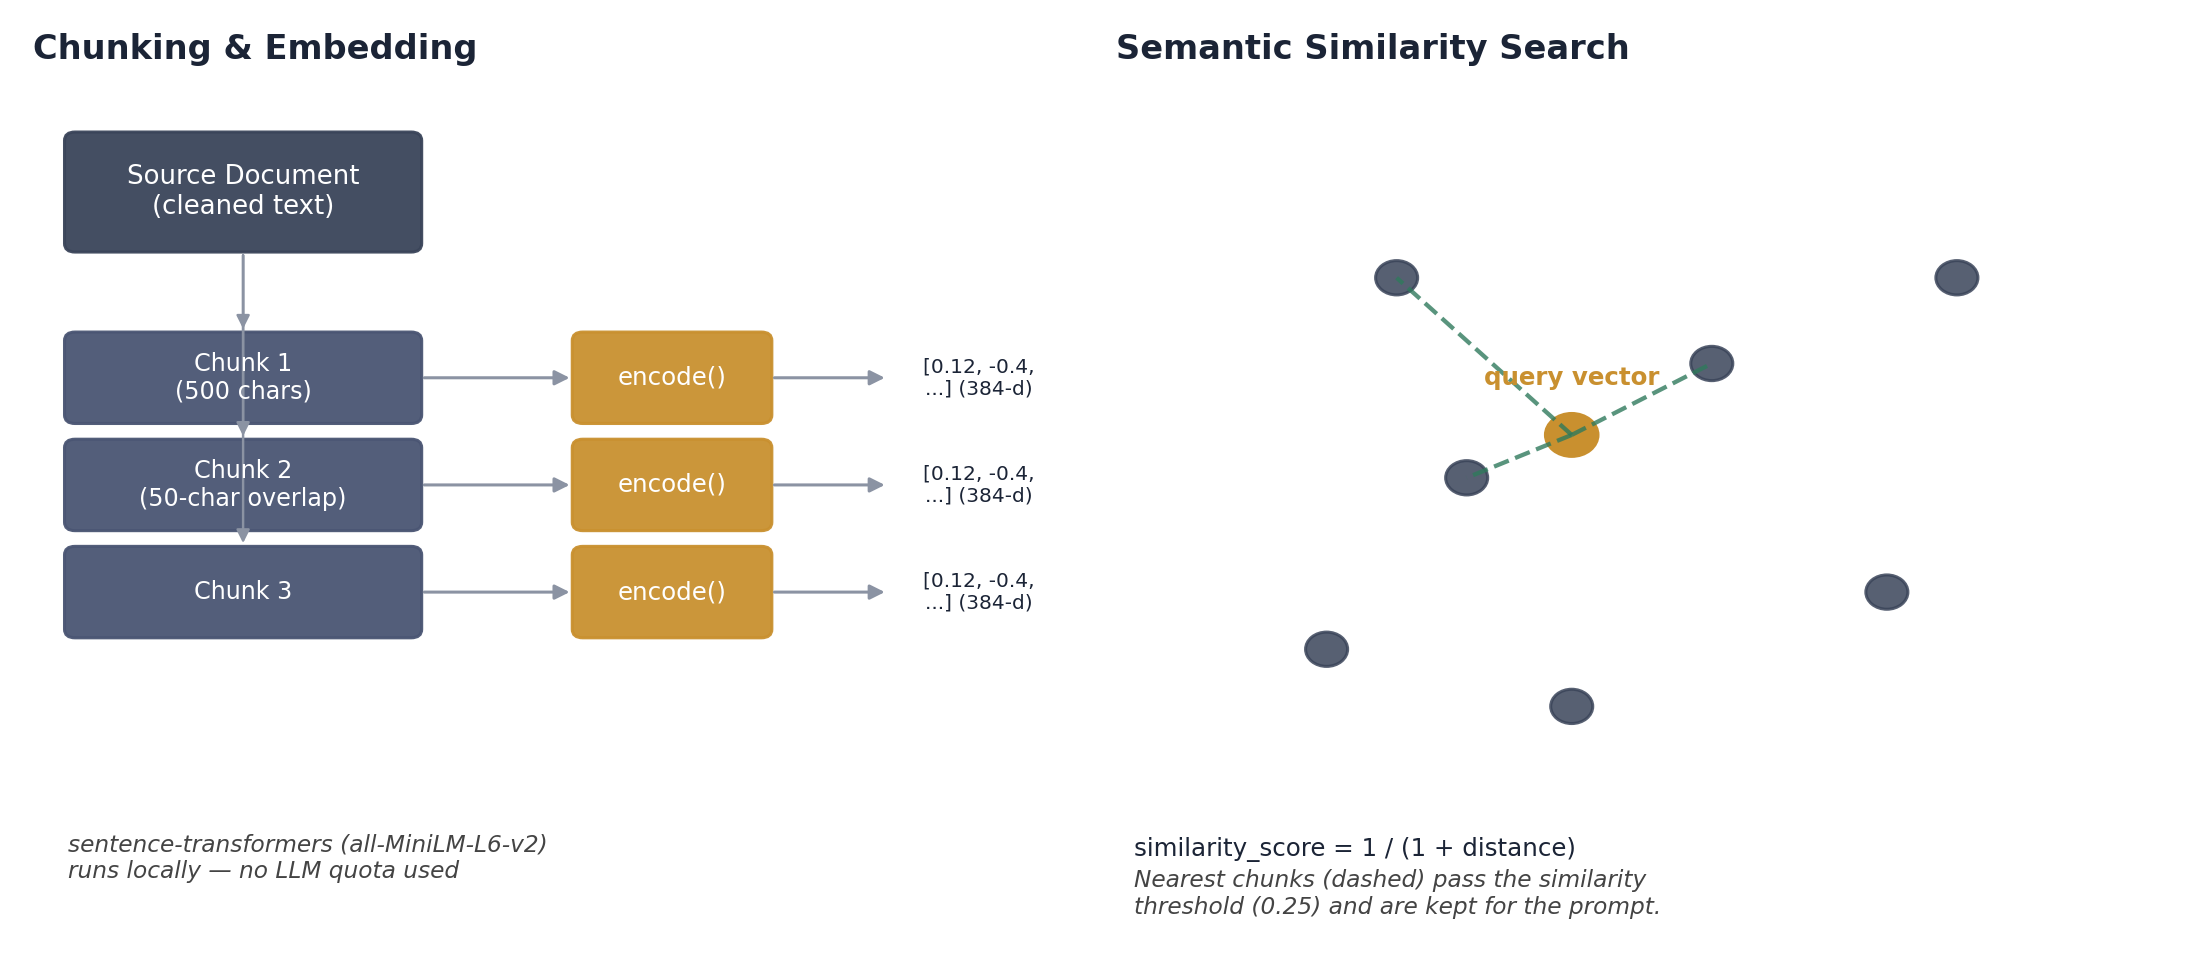 Chunking & Embedding
Source Document
(cleaned text)
Chunk 1
(500 chars)
encode()
[0.12, -0.4,
...] (384-d)
Chunk 2
(50-char overlap)
encode()
[0.12, -0.4,
...] (384-d)
Chunk 3
encode()
[0.12, -0.4,
...] (384-d)
sentence-transformers (all-MiniLM-L6-v2)
runs locally — no LLM quota used
Semantic Similarity Search
query vector
similarity_score = 1 / (1 + distance)
Nearest chunks (dashed) pass the similarity
threshold (0.25) and are kept for the prompt.